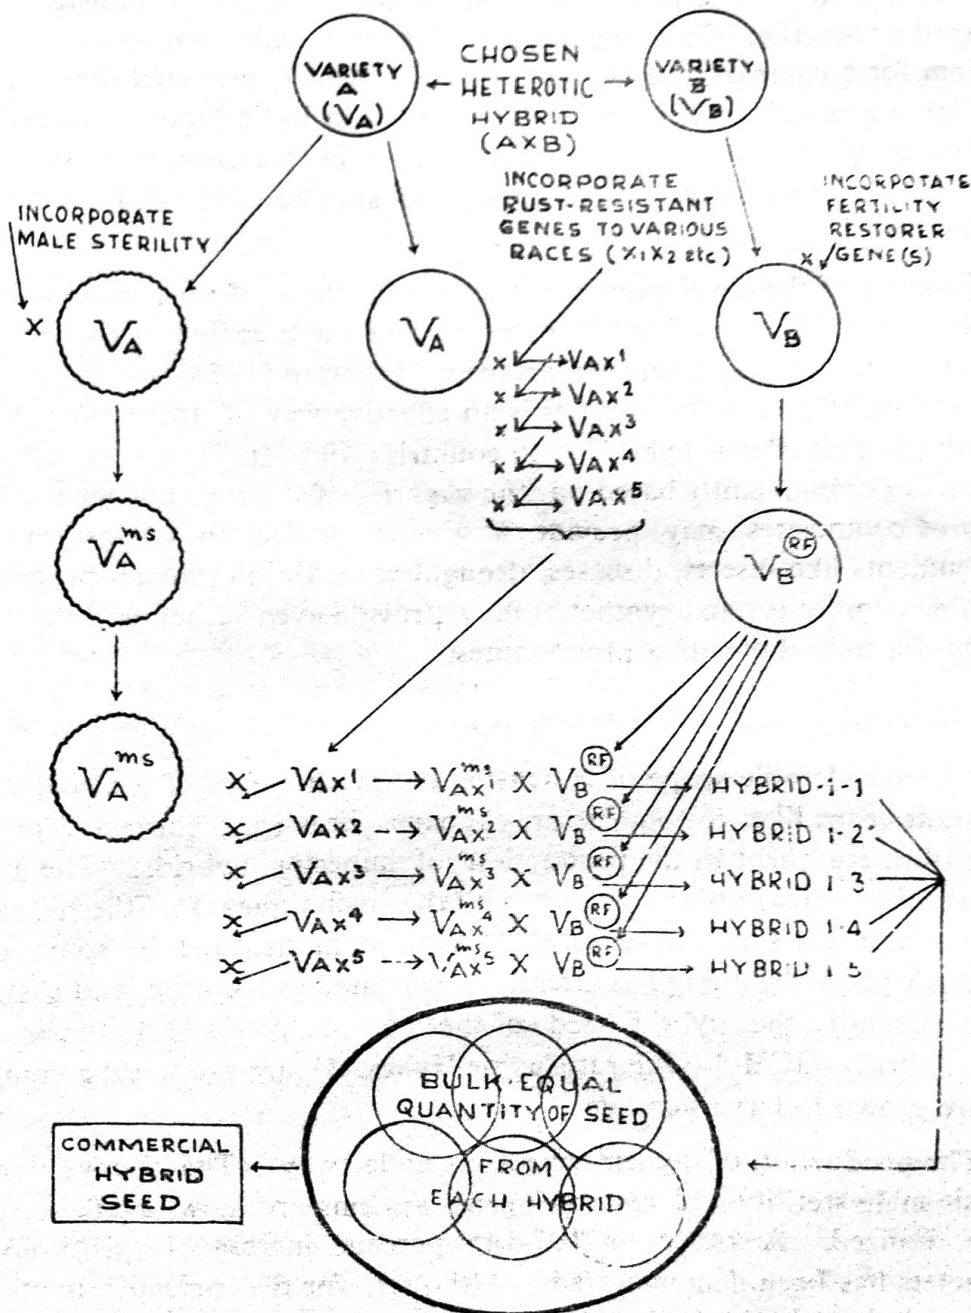 VARIETY
A
(VA)
CHOSEN
HETEROTIC
HYBRID
(AXB)
VARIETY
B
(VB)
INCORPORATE
MALE STERILITY
INCORPORATE
RUST-RESISTANT
GENES TO VARIOUS
RACES (X1X2 etc)
INCORPOTATE
FERTILITY
RESTORER
GENE(S)
X
VA
VA
X
VB
X VAX1
X VAX2
X VAX3
X VAX4
X VAX5
VA ms
VB RF
VA ms
X VAX1 VAX1 ms X VB RF HYBRID-1-1
X VAX2 VAX2 ms X VB RF HYBRID 1-2
X VAX3 VAX3 ms X VB RF HYBRID 1-3
X VAX4 VAX4 ms X VB RF HYBRID 1-4
X VAX5 VAX5 ms X VB RF HYBRID 1-5
BULK EQUAL
QUANTITY OF SEED
FROM
EACH HYBRID
COMMERCIAL
HYBRID
SEED